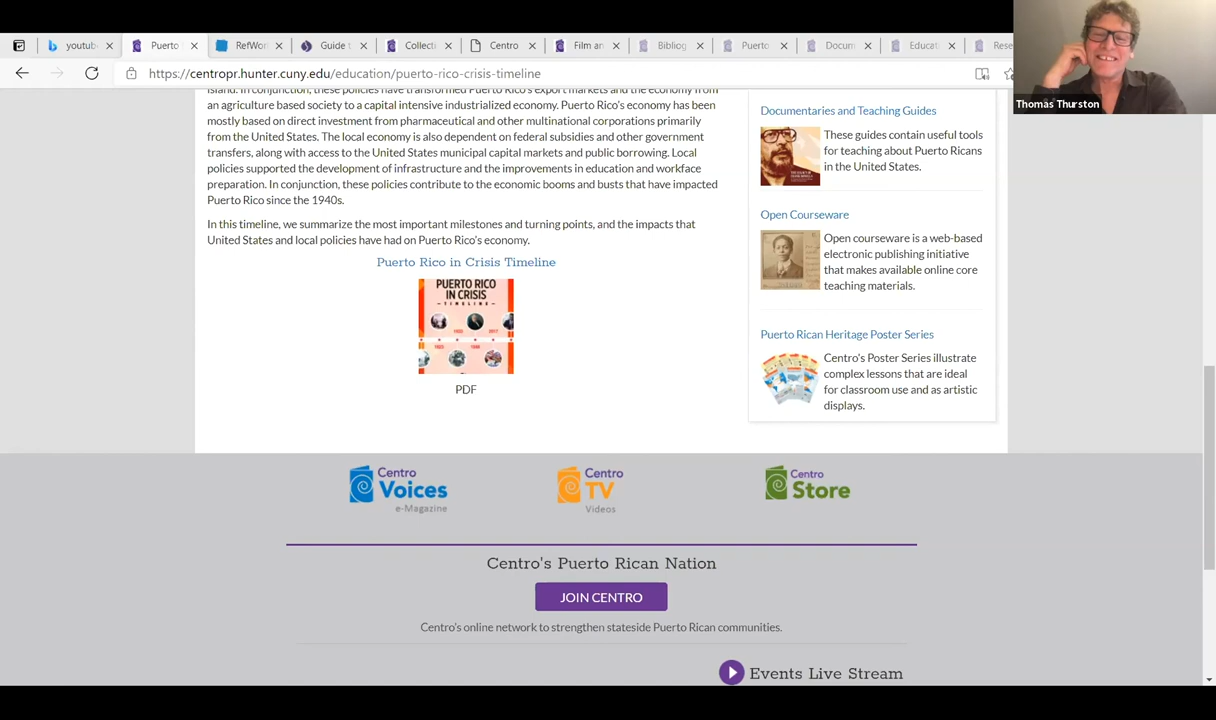 youtub
Puerto
RefWor
Guide t
Collecti
Centro
Film an
Bibliog
Puerto
Docum
Educat
Rese
https://centropr.hunter.cuny.edu/education/puerto-rico-crisis-timeline
Thomas Thurston
island. In conjunction, these policies have transformed Puerto Rico's export markets and the economy from
an agriculture based society to a capital intensive industrialized economy. Puerto Rico's economy has been
mostly based on direct investment from pharmaceutical and other multinational corporations primarily
from the United States. The local economy is also dependent on federal subsidies and other government
transfers, along with access to the United States municipal capital markets and public borrowing. Local
policies supported the development of infrastructure and the improvements in education and workface
preparation. In conjunction, these policies contribute to the economic booms and busts that have impacted
Puerto Rico since the 1940s.
In this timeline, we summarize the most important milestones and turning points, and the impacts that
United States and local policies have had on Puerto Rico's economy.
Puerto Rico in Crisis Timeline
PUERTO RICO
IN CRISIS
TIMELINE
PDF
Documentaries and Teaching Guides
These guides contain useful tools
for teaching about Puerto Ricans
in the United States.
Open Courseware
Open courseware is a web-based
electronic publishing initiative
that makes available online core
teaching materials.
Puerto Rican Heritage Poster Series
Centro's Poster Series illustrate
complex lessons that are ideal
for classroom use and as artistic
displays.
Centro
Voices
e-Magazine
Centro
TV
Videos
Centro
Store
Centro's Puerto Rican Nation
JOIN CENTRO
Centro's online network to strengthen stateside Puerto Rican communities.
Events Live Stream